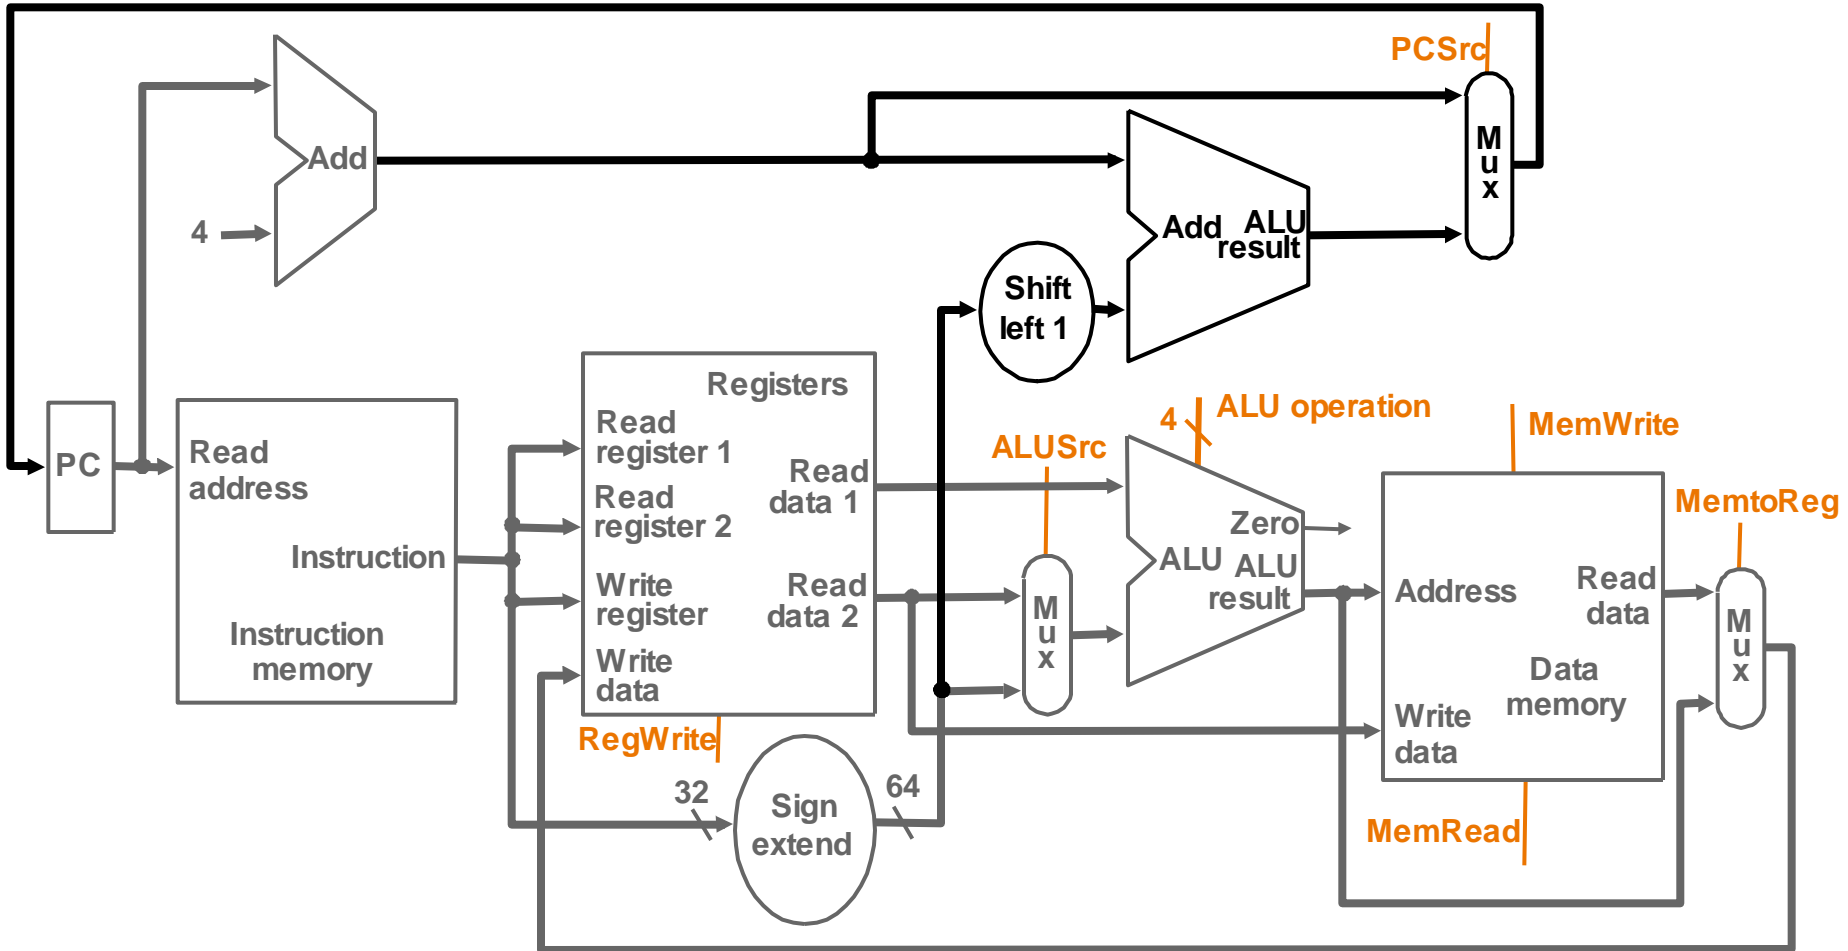 PCSrc
M
u
x
Add
4
Add
ALU
result
Shift
left 1
Registers
Read
register 1
Read
register 2
Write
register
Write
data
Read
data 1
Read
data 2
RegWrite
PC
Read
address
Instruction
Instruction
memory
ALUSrc
M
u
x
4
ALU operation
Zero
ALU
ALU
result
MemWrite
Address
Read
data
Data
memory
Write
data
MemRead
MemtoReg
M
u
x
32
Sign
extend
64